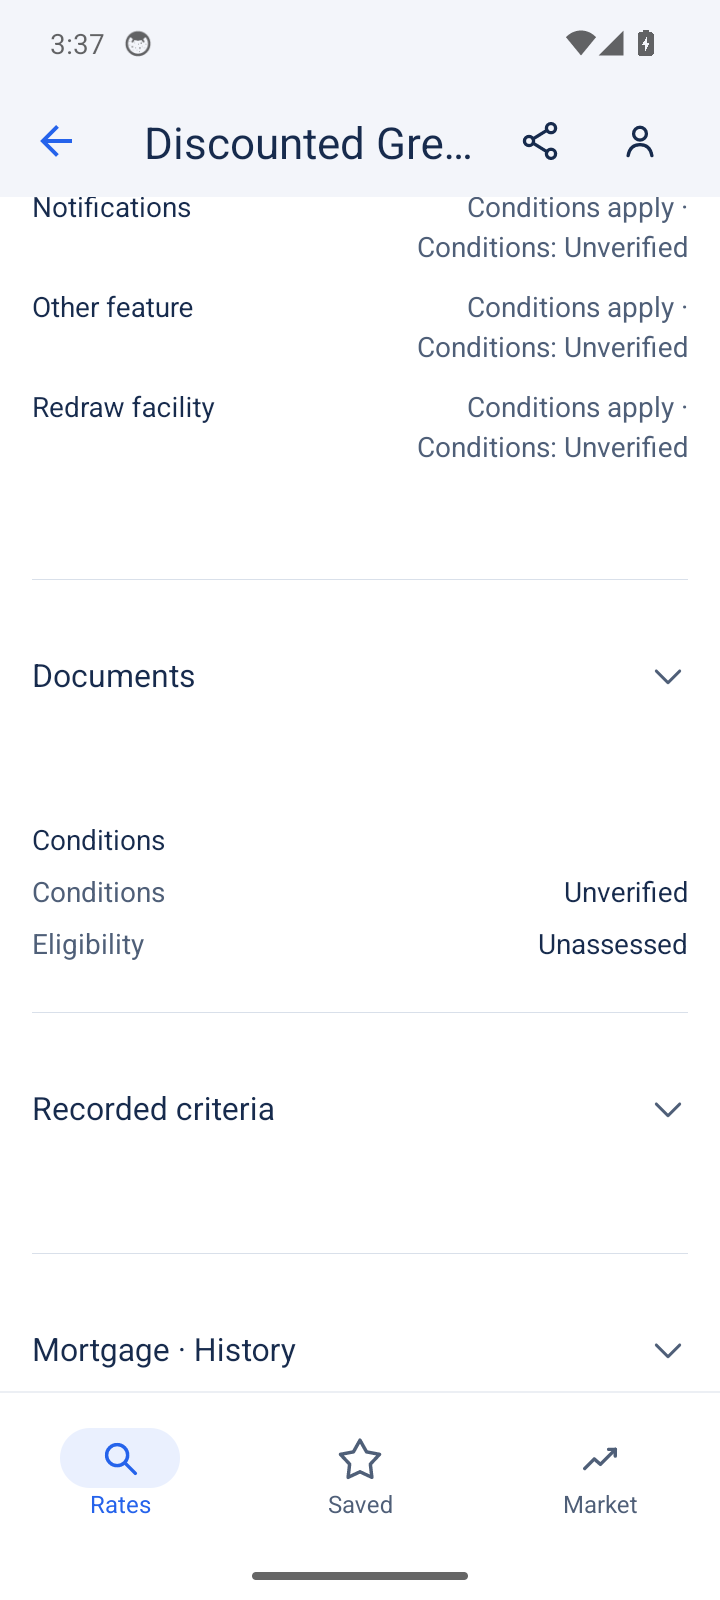 3:37
Discounted Gre...
Notifications
Conditions apply ·
Conditions: Unverified
Other feature
Conditions apply ·
Conditions: Unverified
Redraw facility
Conditions apply ·
Conditions: Unverified
Documents
Conditions
Conditions Unverified
Eligibility Unassessed
Recorded criteria
Mortgage · History
Rates Saved Market